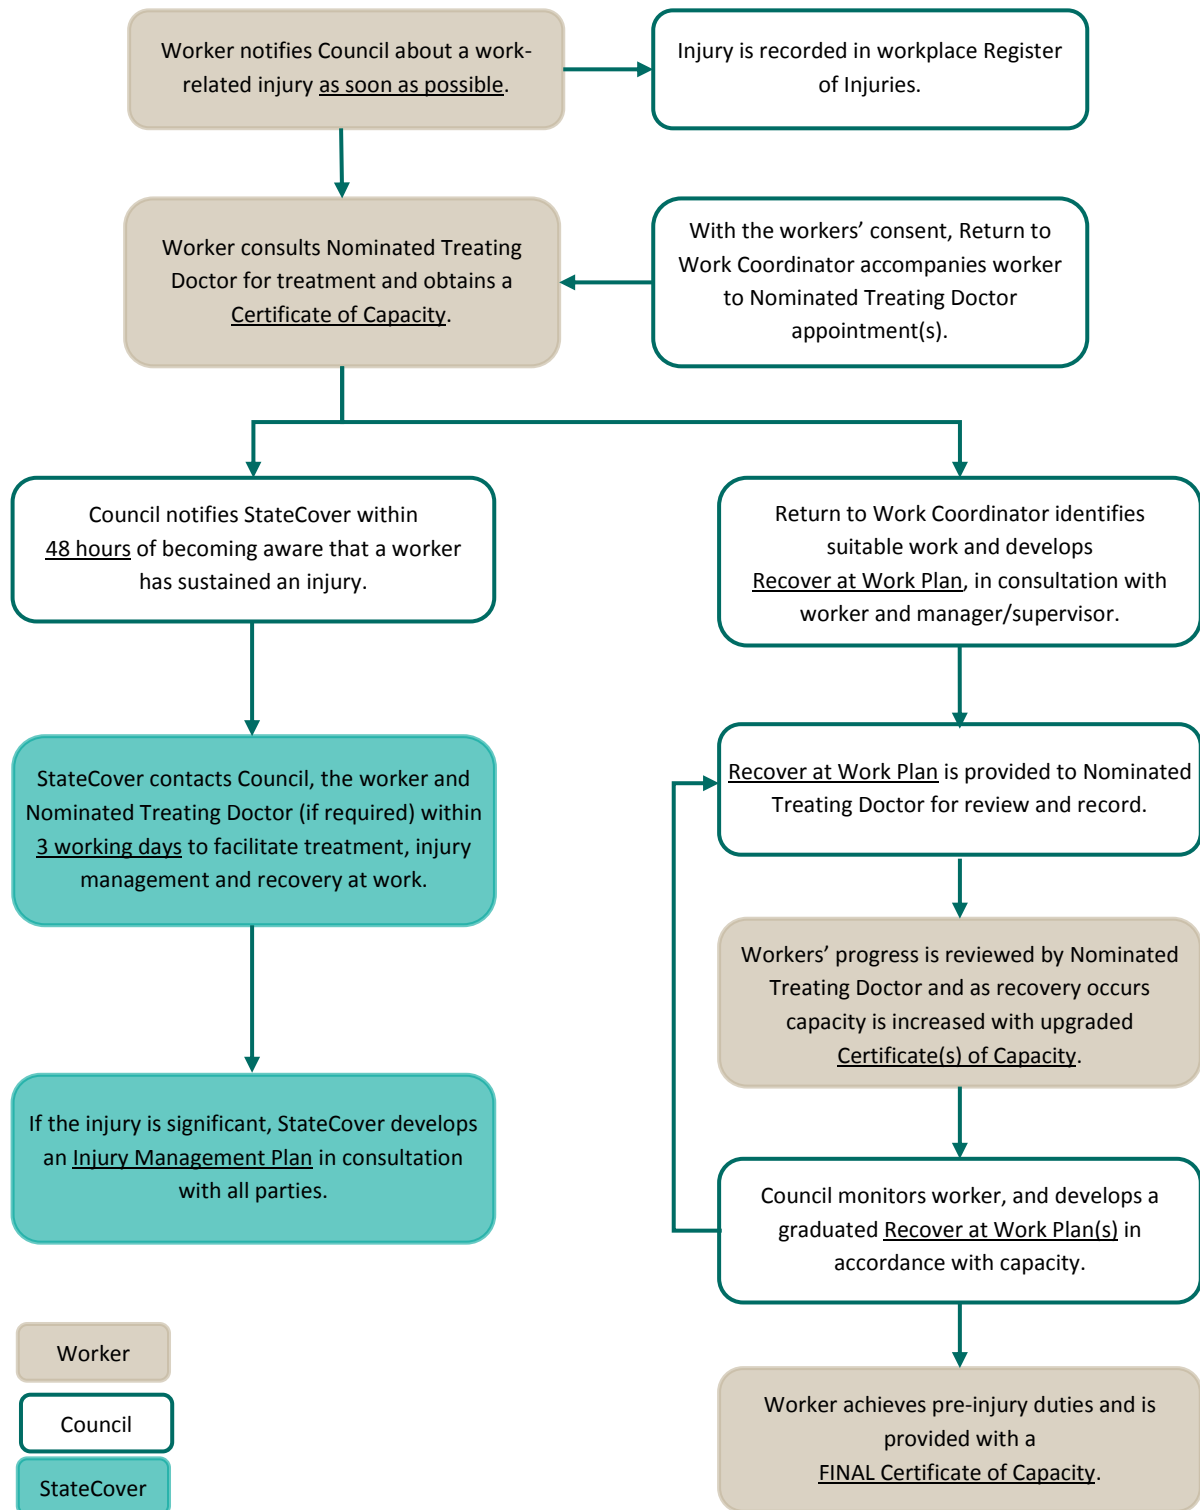 Worker notifies Council about a work-
related injury as soon as possible.
Injury is recorded in workplace Register
of Injuries.
Worker consults Nominated Treating
Doctor for treatment and obtains a
Certificate of Capacity.
With the workers’ consent, Return to
Work Coordinator accompanies worker
to Nominated Treating Doctor
appointment(s).
Council notifies StateCover within
48 hours of becoming aware that a worker
has sustained an injury.
Return to Work Coordinator identifies
suitable work and develops
Recover at Work Plan, in consultation with
worker and manager/supervisor.
StateCover contacts Council, the worker and
Nominated Treating Doctor (if required) within
3 working days to facilitate treatment, injury
management and recovery at work.
Recover at Work Plan is provided to Nominated
Treating Doctor for review and record.
Workers’ progress is reviewed by Nominated
Treating Doctor and as recovery occurs
capacity is increased with upgraded
Certificate(s) of Capacity.
If the injury is significant, StateCover develops
an Injury Management Plan in consultation
with all parties.
Council monitors worker, and develops a
graduated Recover at Work Plan(s) in
accordance with capacity.
Worker achieves pre-injury duties and is
provided with a
FINAL Certificate of Capacity.
Worker
Council
StateCover